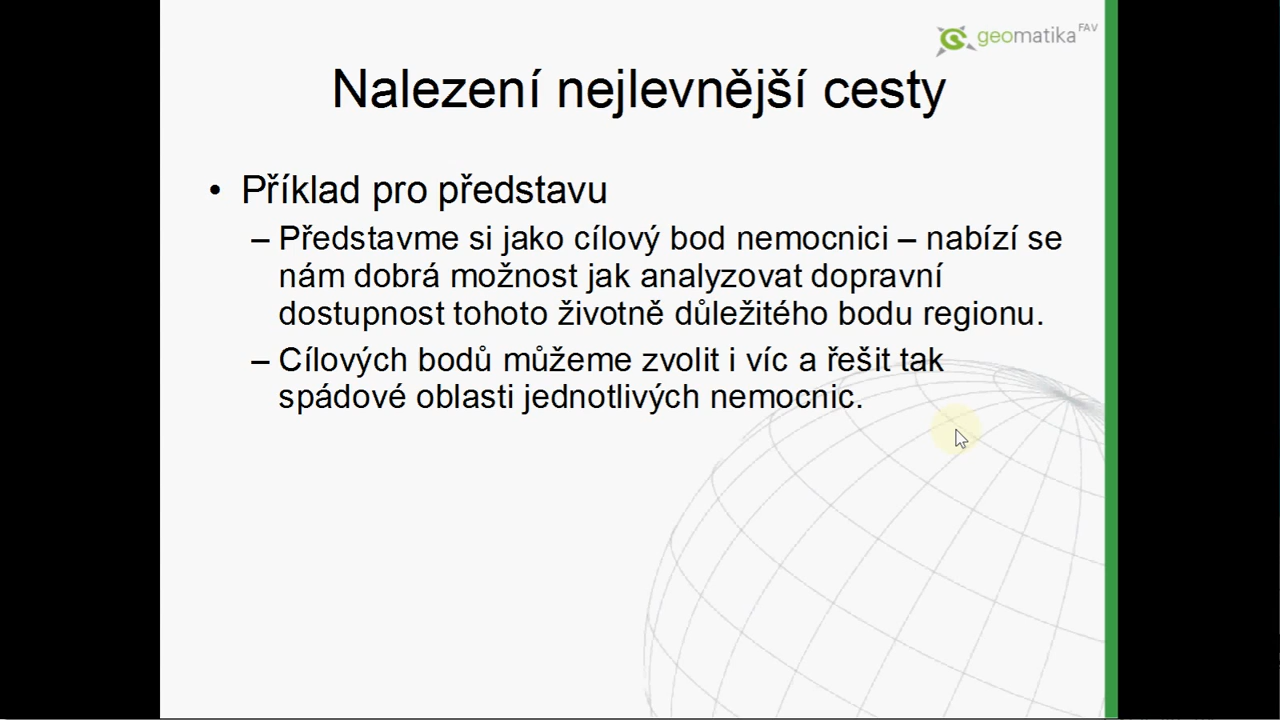 geomatika FAV
Nalezení nejlevnější cesty
• Příklad pro představu
– Představme si jako cílový bod nemocnici – nabízí se
nám dobrá možnost jak analyzovat dopravní
dostupnost tohoto životně důležitého bodu regionu.
– Cílových bodů můžeme zvolit i víc a řešit tak
spádové oblasti jednotlivých nemocnic.